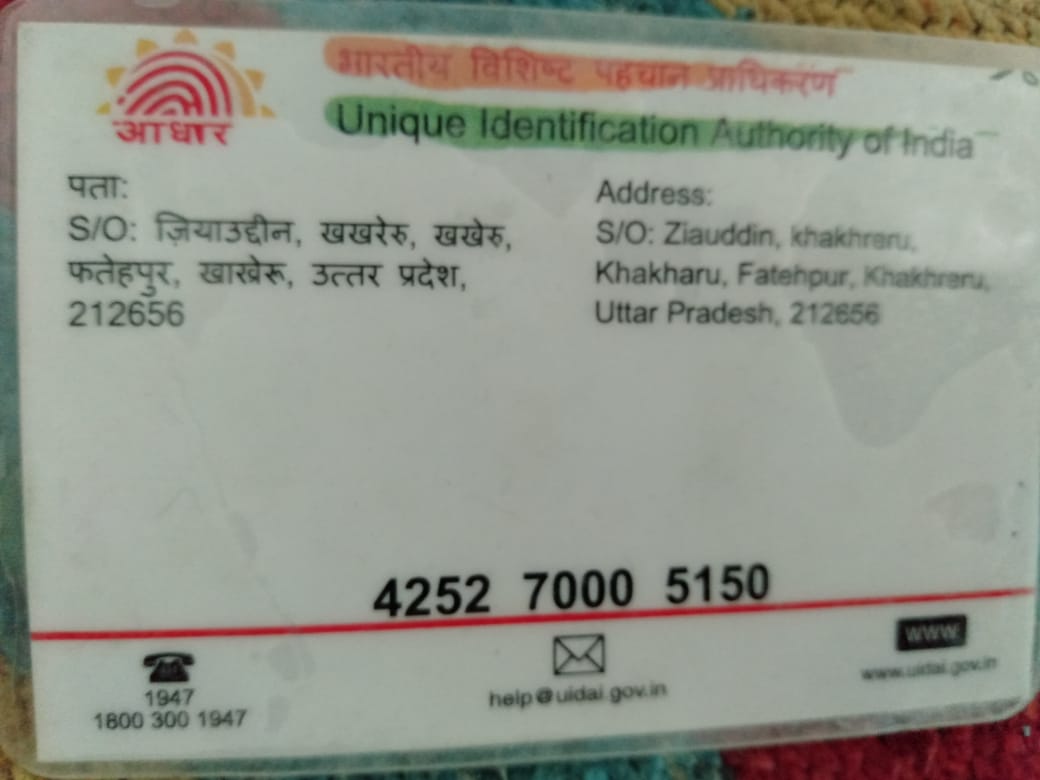 भारतीय विशिष्ट पहचान प्राधिकरण
Unique Identification Authority of India
आधार
पता:
S/O: ज़ियाउद्दीन, खखरेरु, खखेरु,
फतेहपुर, खाखेरू, उत्तर प्रदेश,
212656
Address:
S/O: Ziauddin, khakhreru,
Khakharu, Fatehpur, Khakhreru,
Uttar Pradesh, 212656
4252 7000 5150
1947
1800 300 1947
help@uidai.gov.in
www
www.uidai.gov.in